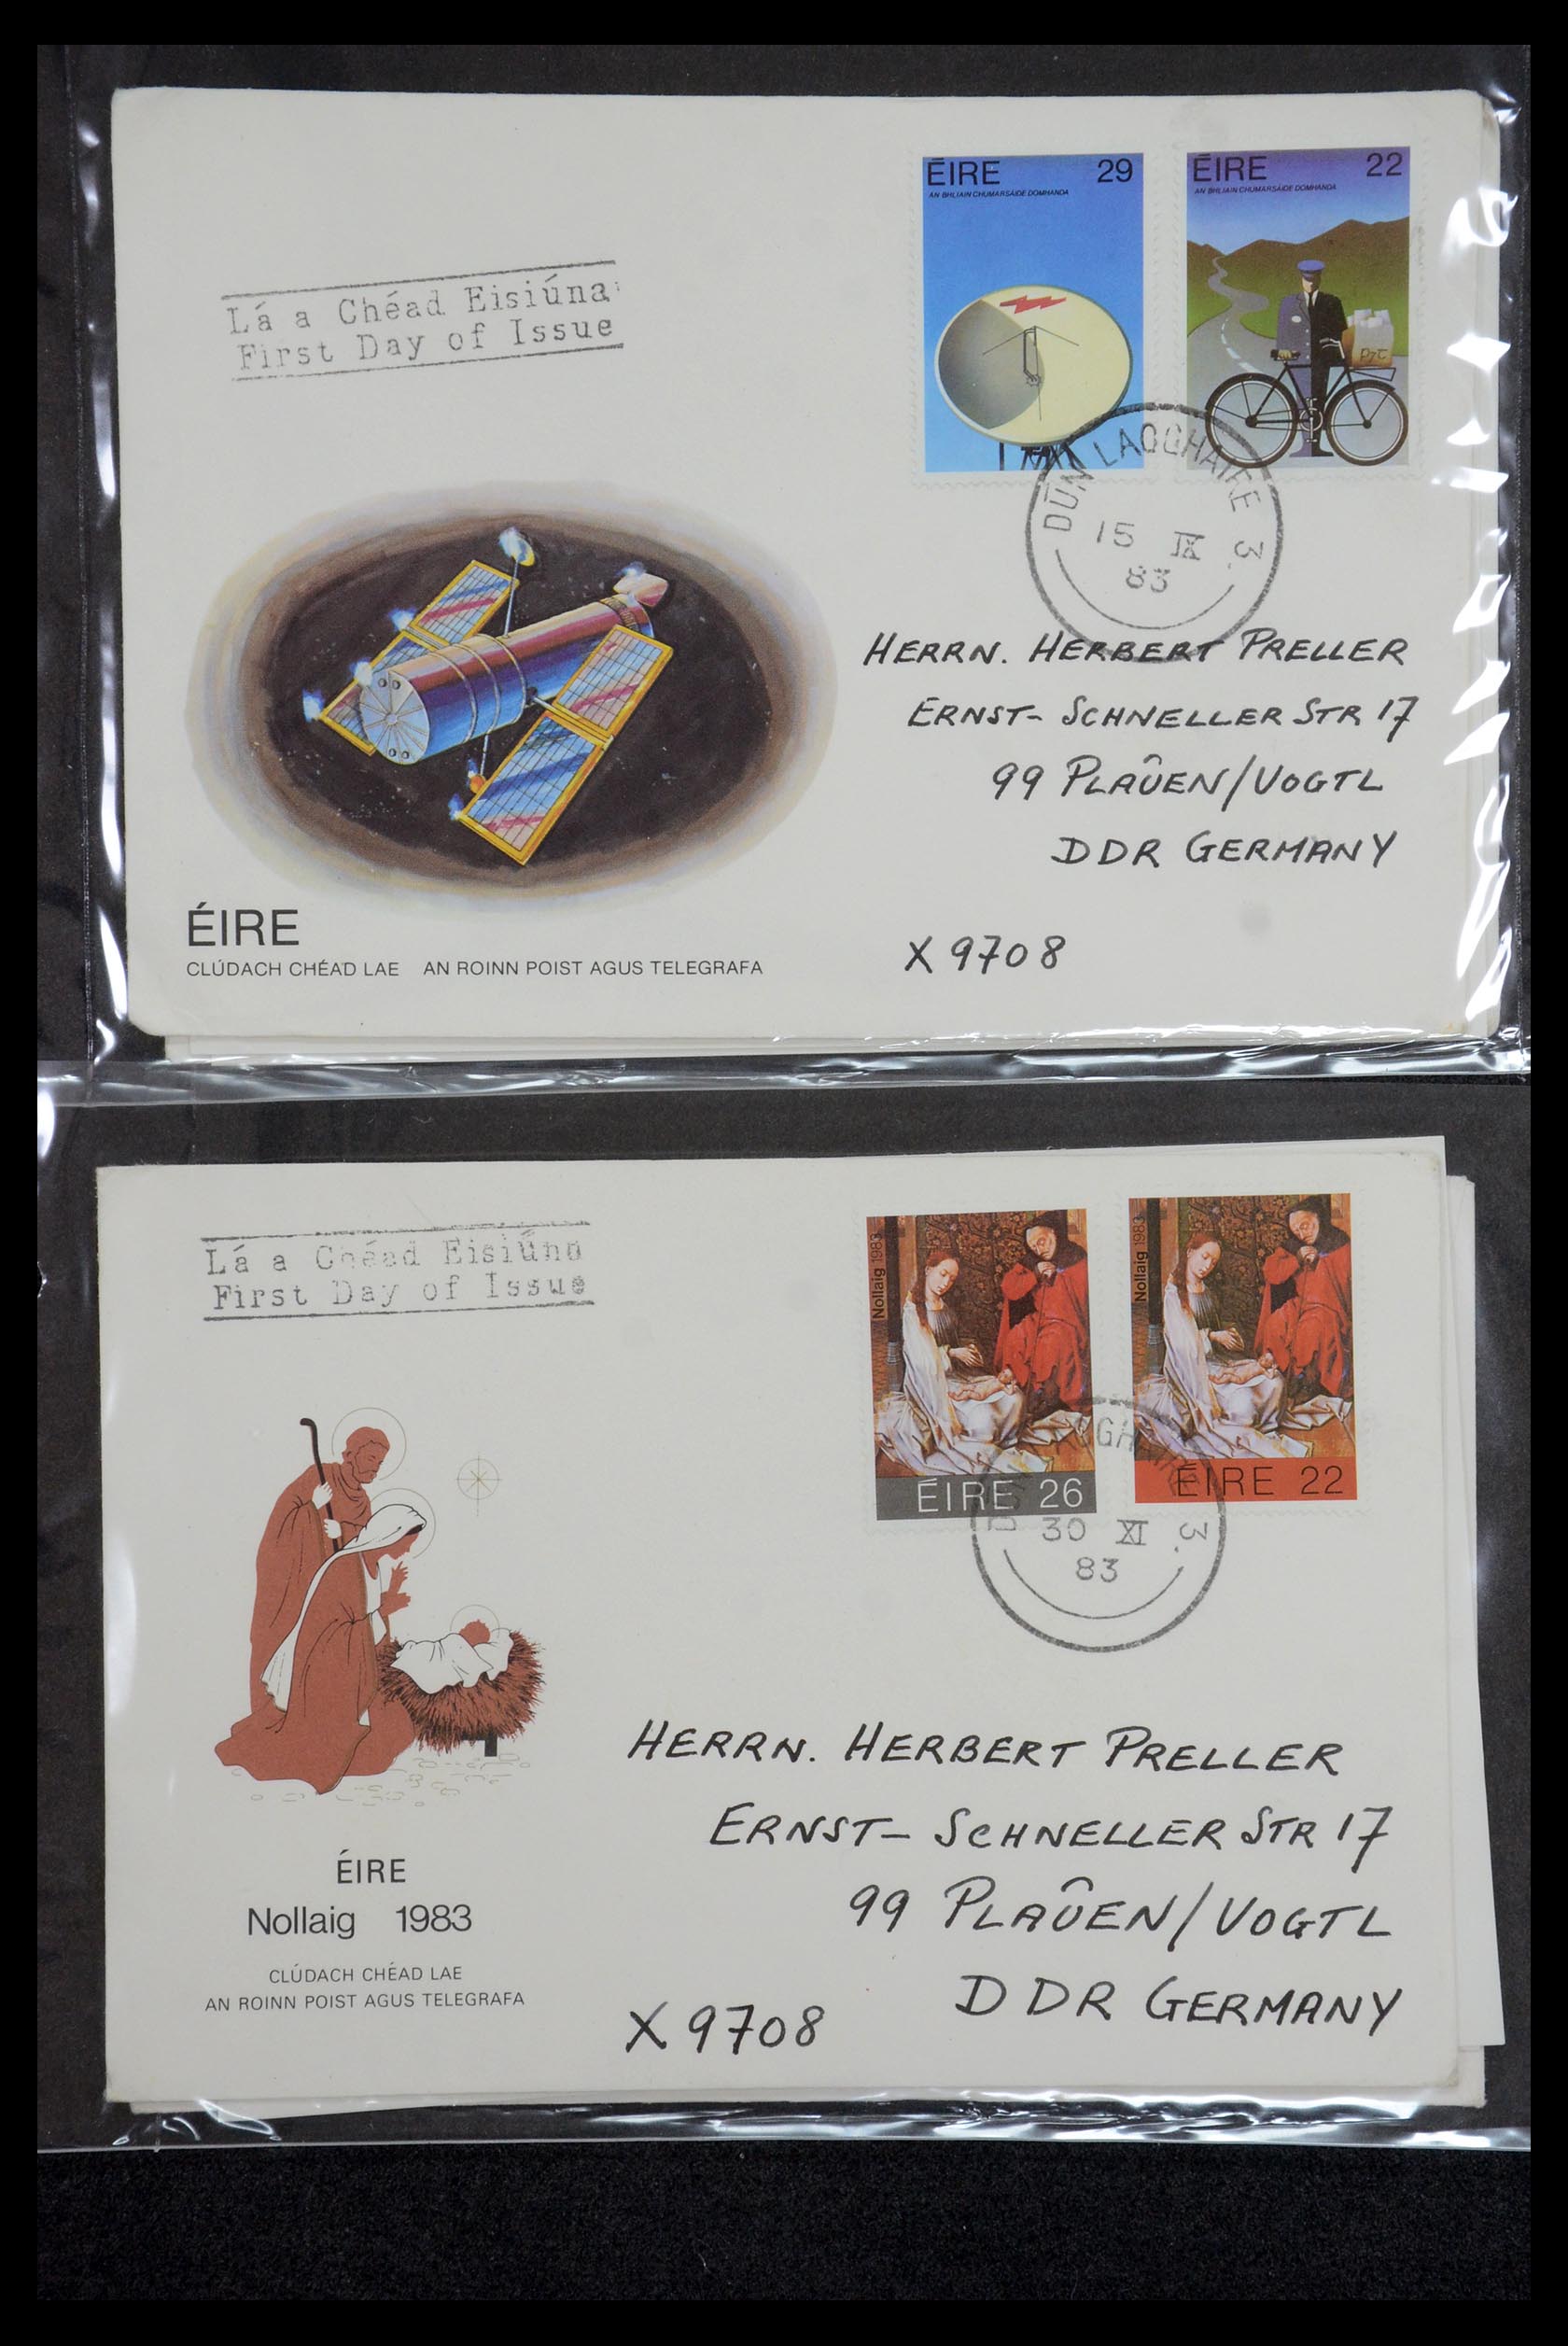 ÉIRE 29
AN BHLIAIN CHUMARSÁIDE DOMHANDA
ÉIRE 22
AN BHLIAIN CHUMARSÁIDE DOMHANDA
P⁊T
Lá a Chéad Eisiúna
First Day of Issue
DÚN LAOGHAIRE 3.
15 IX
83
HERRN. HERBERT PRELLER
ERNST- SCHNELLER STR 17
99 PLAÛEN/VOGTL
DDR GERMANY
X 9708
ÉIRE
CLÚDACH CHÉAD LAE AN ROINN POIST AGUS TELEGRAFA
Lá a Chéad Eisiúna
First Day of Issue
Nollaig 1983
ÉIRE 26
Nollaig 1983
ÉIRE 22
30 XI 3.
83
HERRN. HERBERT PRELLER
ERNST- SCHNELLER STR 17
99 PLAÛEN/VOGTL
DDR GERMANY
X 9708
ÉIRE
Nollaig 1983
CLÚDACH CHÉAD LAE
AN ROINN POIST AGUS TELEGRAFA